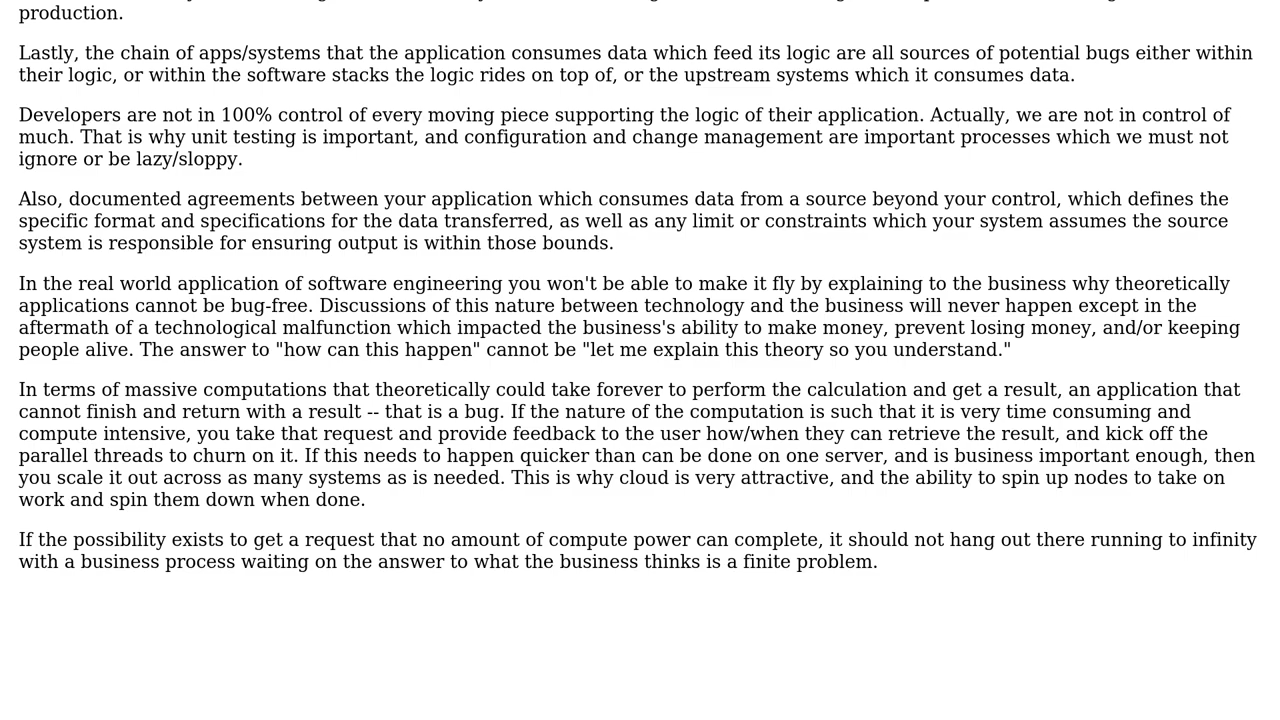 production.
Lastly, the chain of apps/systems that the application consumes data which feed its logic are all sources of potential bugs either within
their logic, or within the software stacks the logic rides on top of, or the upstream systems which it consumes data.
Developers are not in 100% control of every moving piece supporting the logic of their application. Actually, we are not in control of
much. That is why unit testing is important, and configuration and change management are important processes which we must not
ignore or be lazy/sloppy.
Also, documented agreements between your application which consumes data from a source beyond your control, which defines the
specific format and specifications for the data transferred, as well as any limit or constraints which your system assumes the source
system is responsible for ensuring output is within those bounds.
In the real world application of software engineering you won't be able to make it fly by explaining to the business why theoretically
applications cannot be bug-free. Discussions of this nature between technology and the business will never happen except in the
aftermath of a technological malfunction which impacted the business's ability to make money, prevent losing money, and/or keeping
people alive. The answer to "how can this happen" cannot be "let me explain this theory so you understand."
In terms of massive computations that theoretically could take forever to perform the calculation and get a result, an application that
cannot finish and return with a result -- that is a bug. If the nature of the computation is such that it is very time consuming and
compute intensive, you take that request and provide feedback to the user how/when they can retrieve the result, and kick off the
parallel threads to churn on it. If this needs to happen quicker than can be done on one server, and is business important enough, then
you scale it out across as many systems as is needed. This is why cloud is very attractive, and the ability to spin up nodes to take on
work and spin them down when done.
If the possibility exists to get a request that no amount of compute power can complete, it should not hang out there running to infinity
with a business process waiting on the answer to what the business thinks is a finite problem.